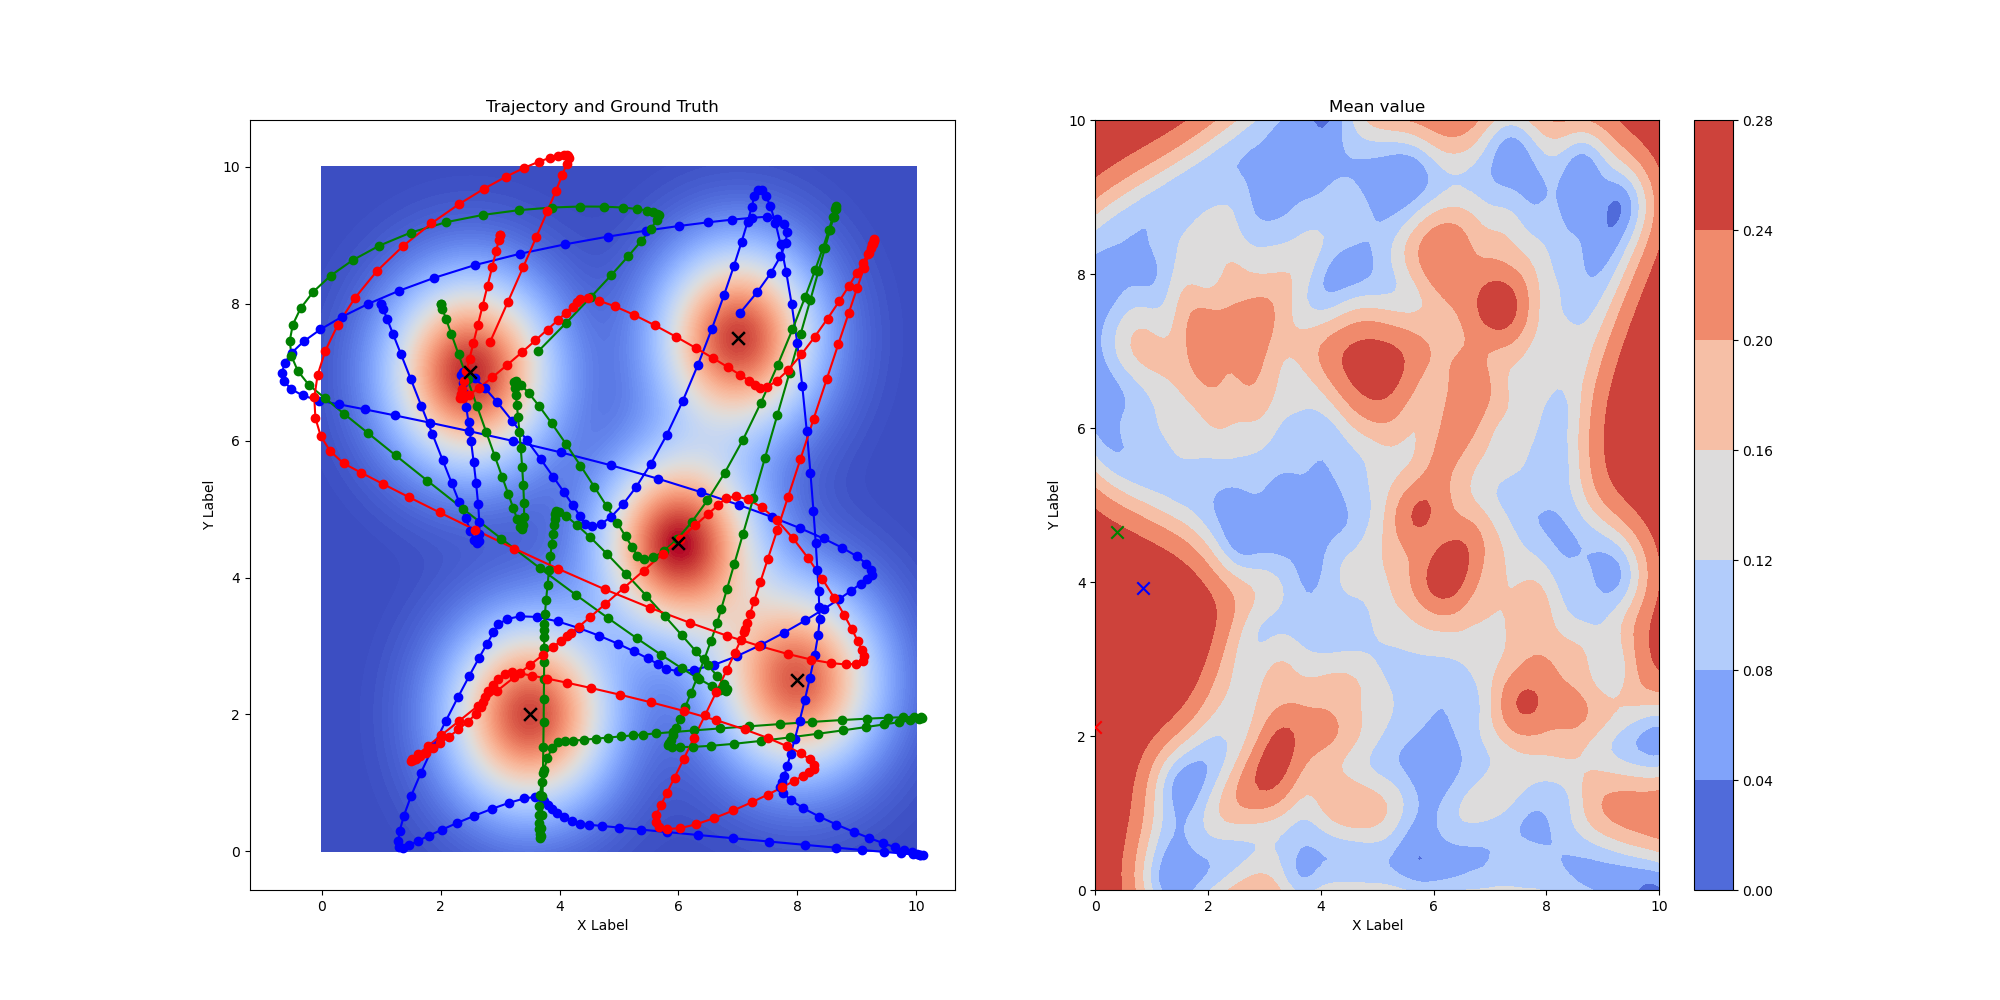 Trajectory and Ground Truth
10
8
6
4
2
0
Y Label
0 2 4 6 8 10
X Label
Mean value
10
8
6
4
2
0
Y Label
0 2 4 6 8 10
X Label
0.28
0.24
0.20
0.16
0.12
0.08
0.04
0.00